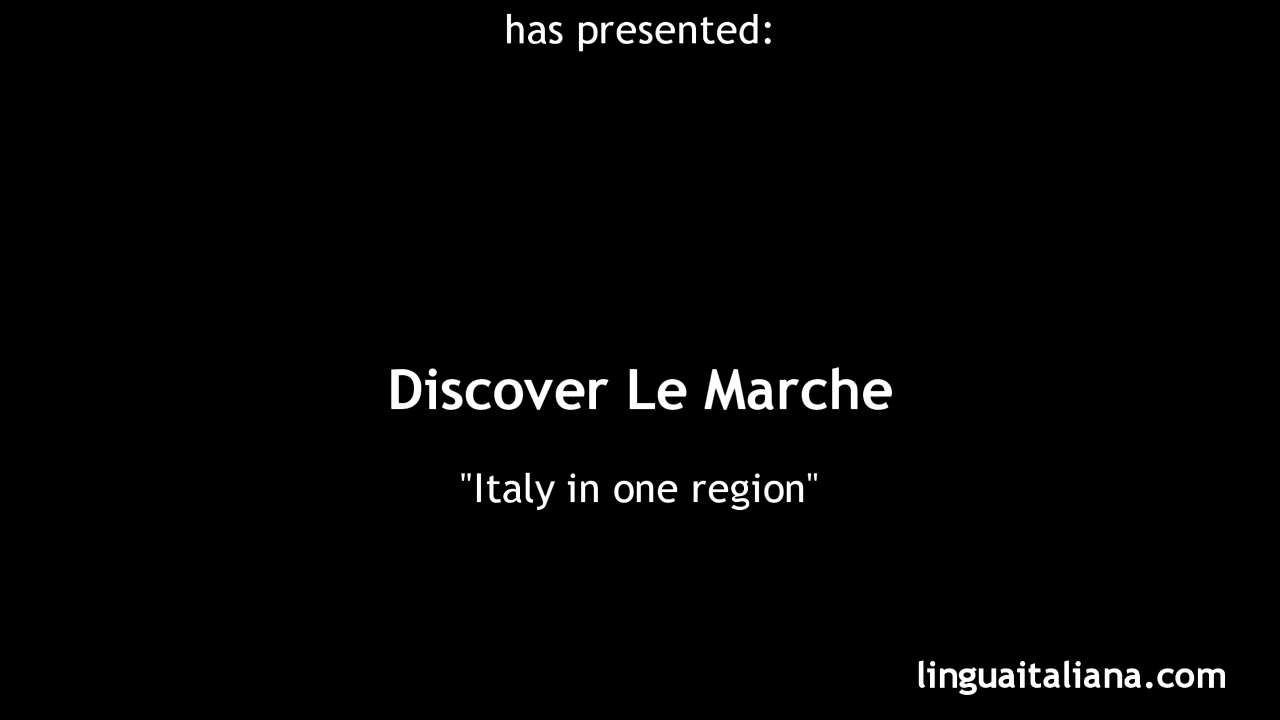 has presented:
Discover Le Marche
"Italy in one region"
linguaitaliana.com